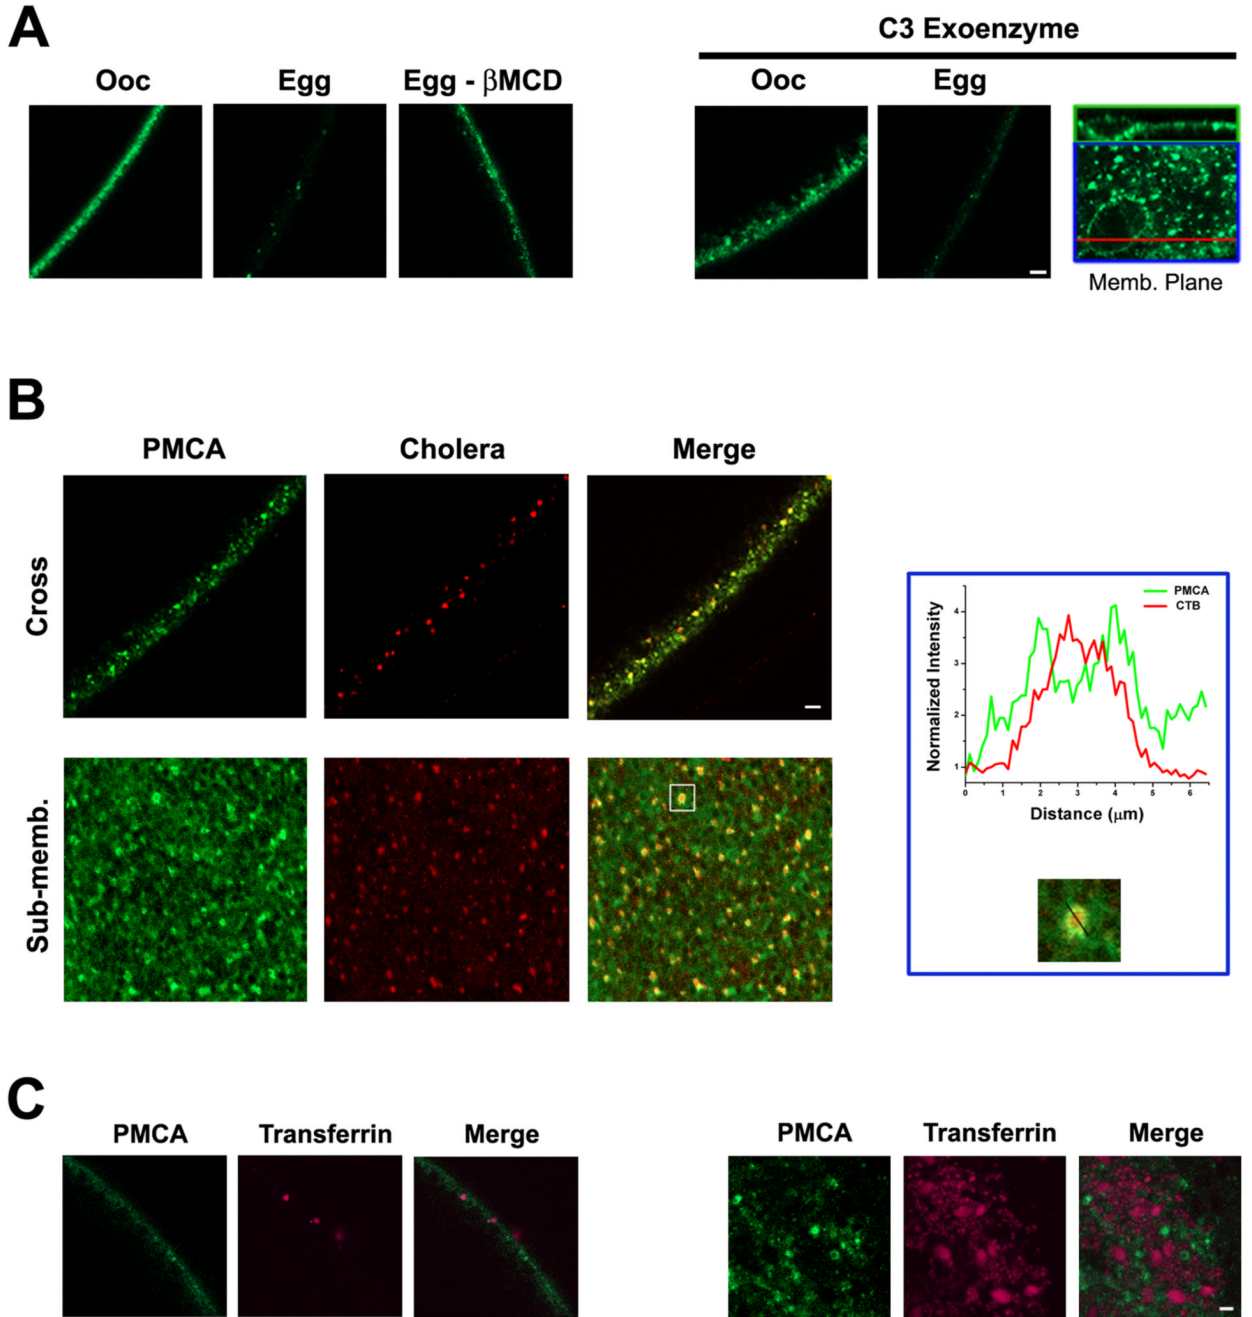 A
C3 Exoenzyme
Ooc Egg Egg - βMCD Ooc Egg
Memb. Plane
B
PMCA Cholera Merge
Cross
Sub-memb.
PMCA
CTB
Normalized Intensity
4
3
2
1
0 1 2 3 4 5 6
Distance (μm)
C
PMCA Transferrin Merge PMCA Transferrin Merge